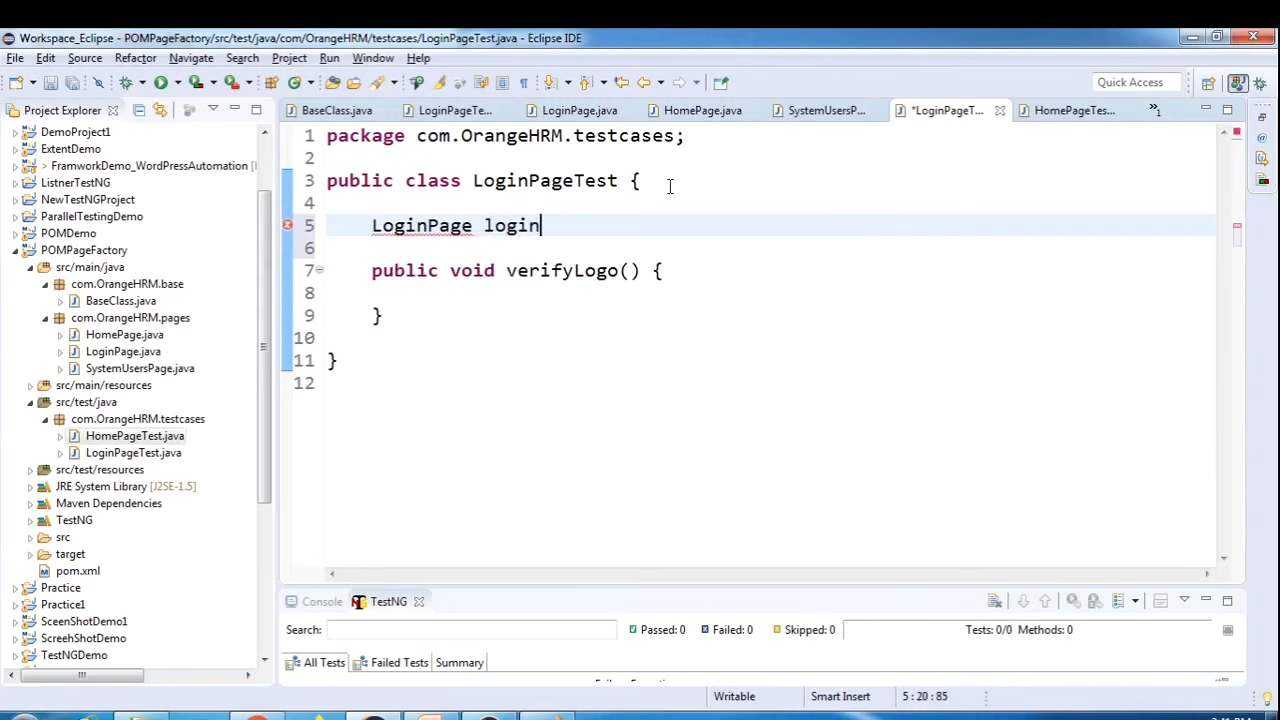 Workspace_Eclipse - POMPageFactory/src/test/java/com/OrangeHRM/testcases/LoginPageTest.java - Eclipse IDE
File Edit Source Refactor Navigate Search Project Run Window Help
Quick Access
Project Explorer
BaseClass.java LoginPageTe... LoginPage.java HomePage.java SystemUsersP... *LoginPageT... HomePageTes... »1
DemoProject1
ExtentDemo
> FramworkDemo_WordPressAutomation [
ListnerTestNG
NewTestNGProject
ParallelTestingDemo
POMDemo
POMPageFactory
src/main/java
com.OrangeHRM.base
BaseClass.java
com.OrangeHRM.pages
HomePage.java
LoginPage.java
SystemUsersPage.java
src/main/resources
src/test/java
com.OrangeHRM.testcases
HomePageTest.java
LoginPageTest.java
src/test/resources
JRE System Library [J2SE-1.5]
Maven Dependencies
TestNG
src
target
pom.xml
Practice
Practice1
SceenShotDemo1
ScreehShotDemo
TestNGDemo
1 package com.OrangeHRM.testcases;
2
3 public class LoginPageTest {
4
5 LoginPage login
6
7 public void verifyLogo() {
8
9 }
10
11 }
12
Console TestNG
Search: Passed: 0 Failed: 0 Skipped: 0 Tests: 0/0 Methods: 0
All Tests Failed Tests Summary
Writable Smart Insert 5 : 20 : 85